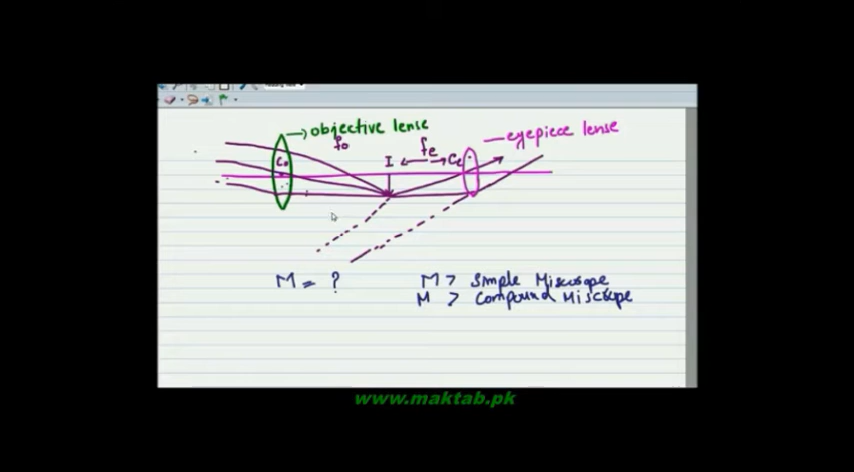 → objective lense
— eyepiece lense
fo
fe
Co
I
Ce
M = ?
M > Simple Miscrope
M > Compound Miscrope
www.maktab.pk